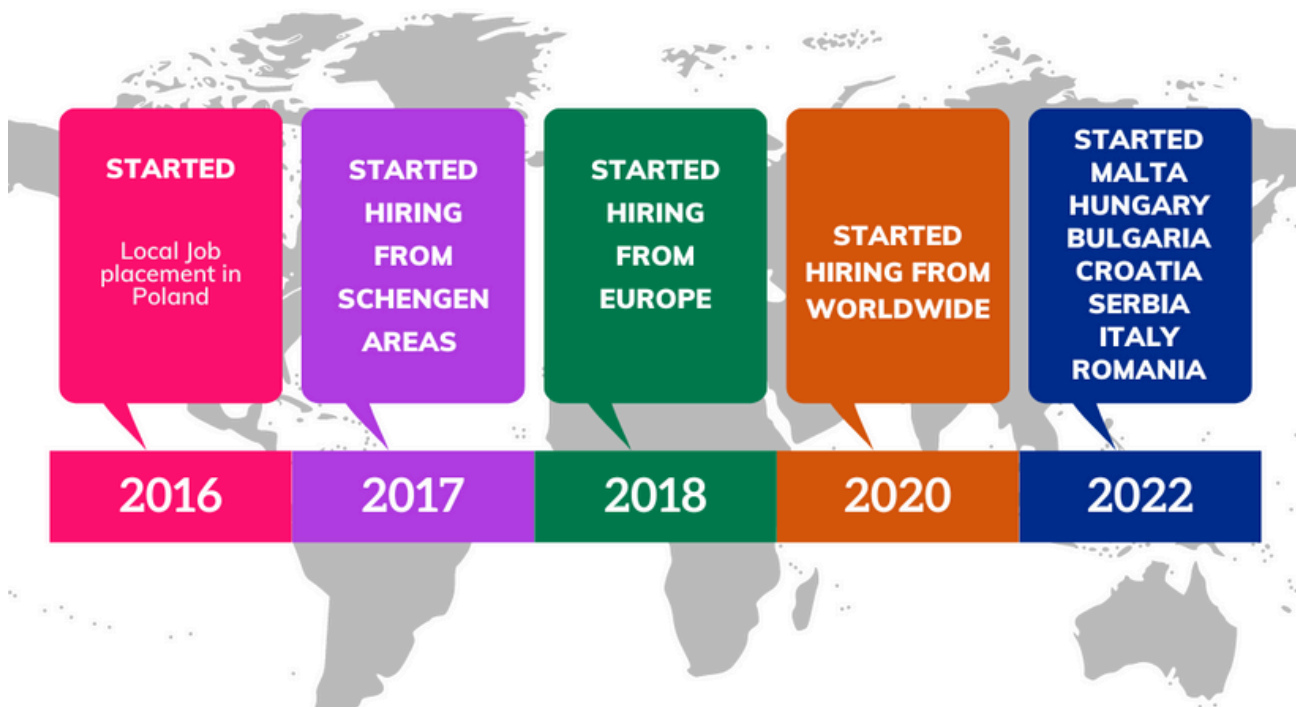 STARTED
Local Job
placement in
Poland
STARTED
HIRING
FROM
SCHENGEN
AREAS
STARTED
HIRING
FROM
EUROPE
STARTED
HIRING FROM
WORLDWIDE
STARTED
MALTA
HUNGARY
BULGARIA
CROATIA
SERBIA
ITALY
ROMANIA
2016
2017
2018
2020
2022